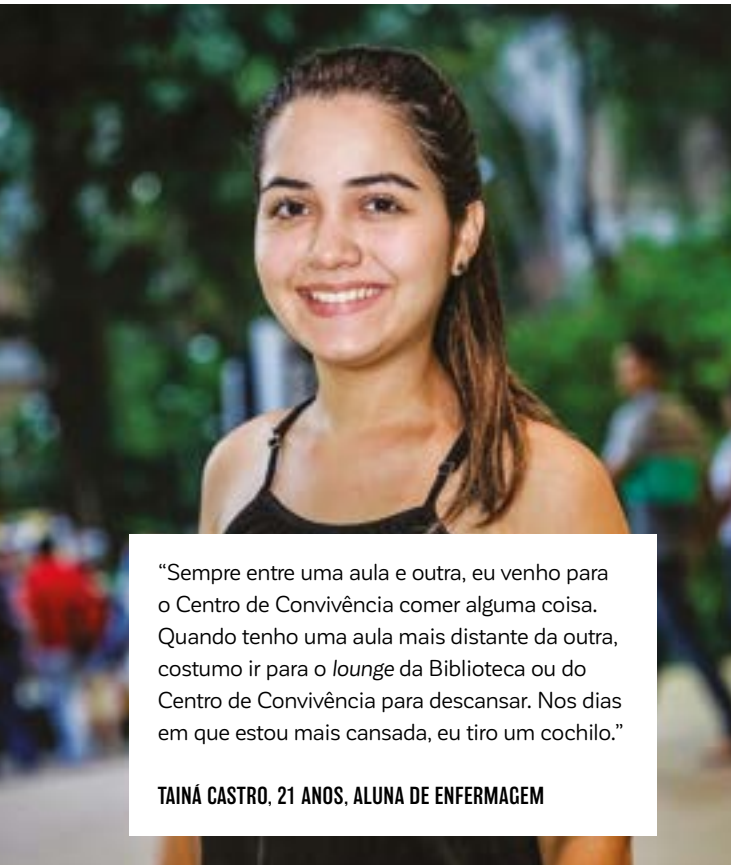 “Sempre entre uma aula e outra, eu venho para
o Centro de Convivência comer alguma coisa.
Quando tenho uma aula mais distante da outra,
costumo ir para o lounge da Biblioteca ou do
Centro de Convivência para descansar. Nos dias
em que estou mais cansada, eu tiro um cochilo.”
TAINÁ CASTRO, 21 ANOS, ALUNA DE ENFERMAGEM